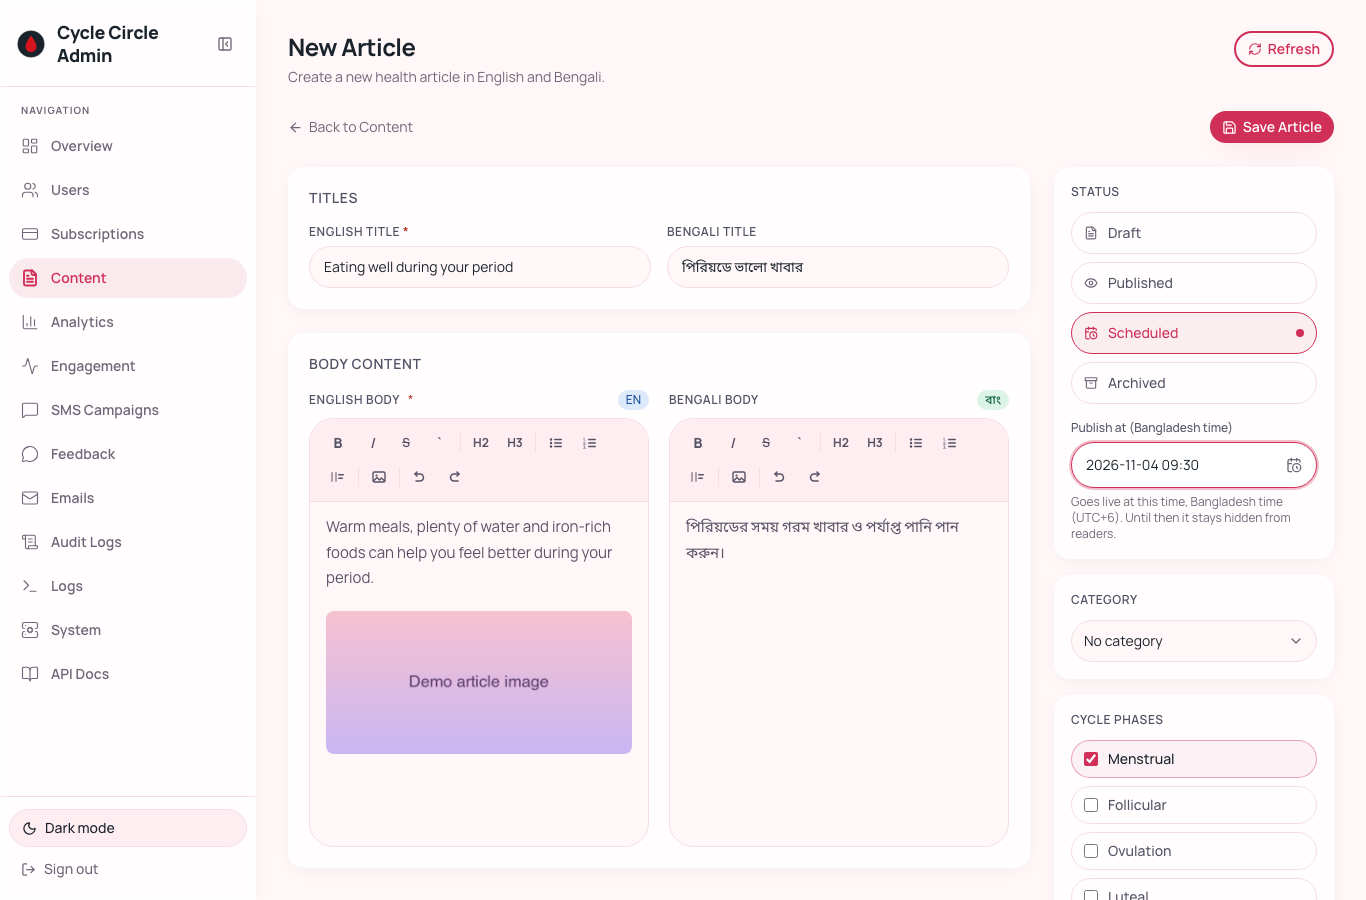 Cycle Circle
Admin
NAVIGATION
Overview
Users
Subscriptions
Content
Analytics
Engagement
SMS Campaigns
Feedback
Emails
Audit Logs
Logs
System
API Docs
Dark mode
Sign out
New Article
Create a new health article in English and Bengali.
Refresh
Back to Content
Save Article
TITLES
ENGLISH TITLE *
Eating well during your period
BENGALI TITLE
পিরিয়ডে ভালো খাবার
BODY CONTENT
ENGLISH BODY *
EN
B / S ` H2 H3
Warm meals, plenty of water and iron-rich
foods can help you feel better during your
period.
Demo article image
BENGALI BODY
বাং
B / S ` H2 H3
পিরিয়ডের সময় গরম খাবার ও পর্যাপ্ত পানি পান
করুন।
STATUS
Draft
Published
Scheduled
Archived
Publish at (Bangladesh time)
2026-11-04 09:30
Goes live at this time, Bangladesh time
(UTC+6). Until then it stays hidden from
readers.
CATEGORY
No category
CYCLE PHASES
Menstrual
Follicular
Ovulation
Luteal